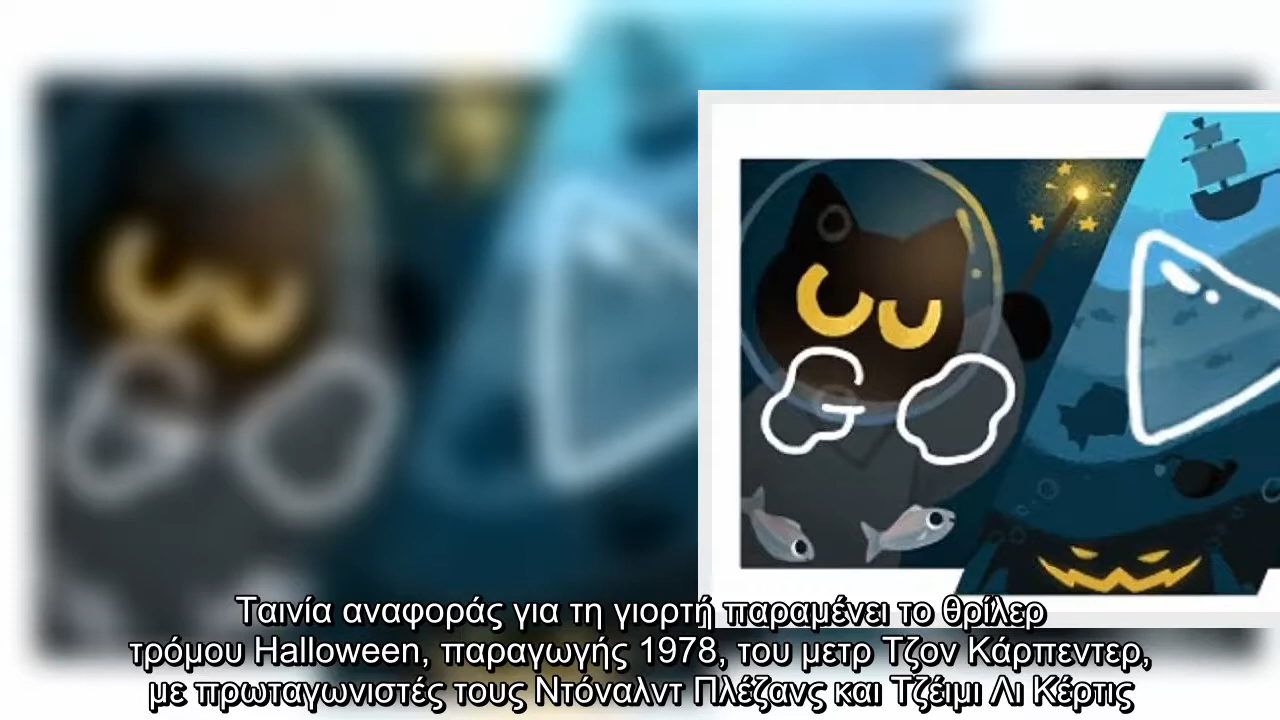 GO
Ταινία αναφοράς για τη γιορτή παραμένει το θρίλερ
τρόμου Halloween, παραγωγής 1978, του μετρ Τζον Κάρπεντερ,
με πρωταγωνιστές τους Ντόναλντ Πλέζανς και Τζέιμι Λι Κέρτις